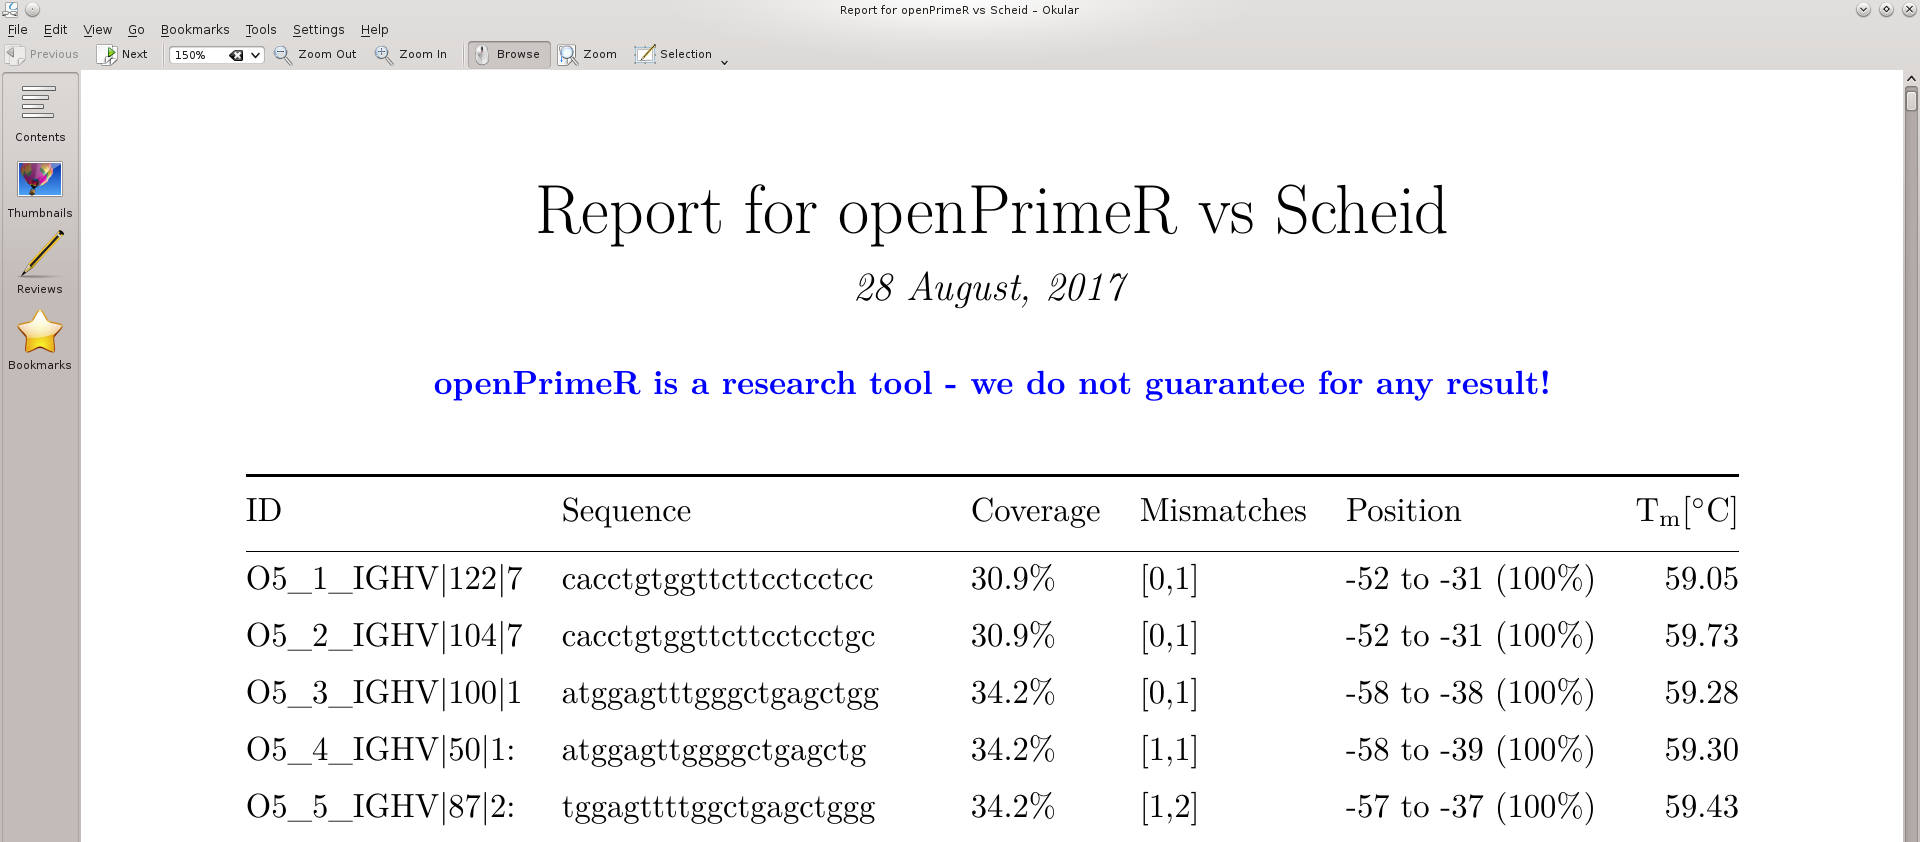 Report for openPrimeR vs Scheid – Okular
File Edit View Go Bookmarks Tools Settings Help
Previous Next 150% Zoom Out Zoom In Browse Zoom Selection
Contents
Thumbnails
Reviews
Bookmarks
Report for openPrimeR vs Scheid
28 August, 2017
openPrimeR is a research tool - we do not guarantee for any result!
ID Sequence Coverage Mismatches Position Tm[°C]
O5_1_IGHV|122|7 cacctgtggttcttcctcctcc 30.9% [0,1] -52 to -31 (100%) 59.05
O5_2_IGHV|104|7 cacctgtggttcttcctcctgc 30.9% [0,1] -52 to -31 (100%) 59.73
O5_3_IGHV|100|1 atggagtttgggctgagctgg 34.2% [0,1] -58 to -38 (100%) 59.28
O5_4_IGHV|50|1: atggagttggggctgagctg 34.2% [1,1] -58 to -39 (100%) 59.30
O5_5_IGHV|87|2: tggagttttggctgagctggg 34.2% [1,2] -57 to -37 (100%) 59.43